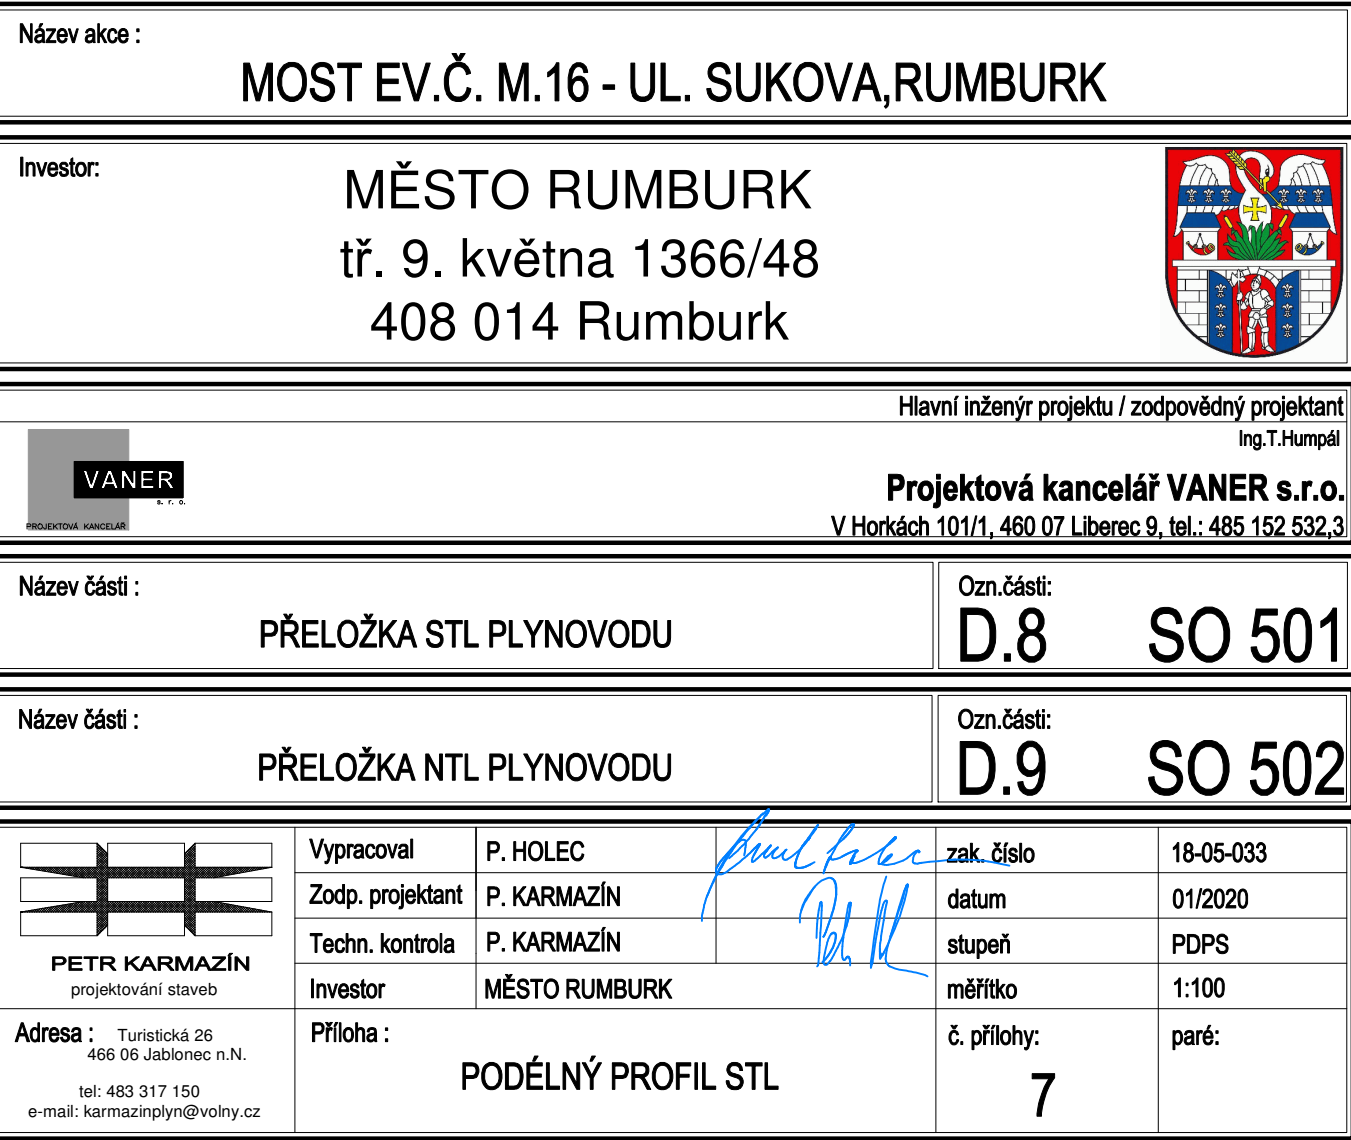 Název akce :
MOST EV.Č. M.16 - UL. SUKOVA,RUMBURK
Investor:
MĚSTO RUMBURK
tř. 9. května 1366/48
408 014 Rumburk
Hlavní inženýr projektu / zodpovědný projektant
Ing.T.Humpál
VANER
s. r. o.
PROJEKTOVÁ KANCELÁŘ
Projektová kancelář VANER s.r.o.
V Horkách 101/1, 460 07 Liberec 9, tel.: 485 152 532,3
Název části :
PŘELOŽKA STL PLYNOVODU
Ozn.části:
D.8 SO 501
Název části :
PŘELOŽKA NTL PLYNOVODU
Ozn.části:
D.9 SO 502
PETR KARMAZÍN
projektování staveb
Vypracoval P. HOLEC zak. číslo 18-05-033
Zodp. projektant P. KARMAZÍN datum 01/2020
Techn. kontrola P. KARMAZÍN stupeň PDPS
Investor MĚSTO RUMBURK měřítko 1:100
Adresa : Turistická 26
466 06 Jablonec n.N.
tel: 483 317 150
e-mail: karmazinplyn@volny.cz
Příloha :
PODÉLNÝ PROFIL STL
č. přílohy:
7
paré: